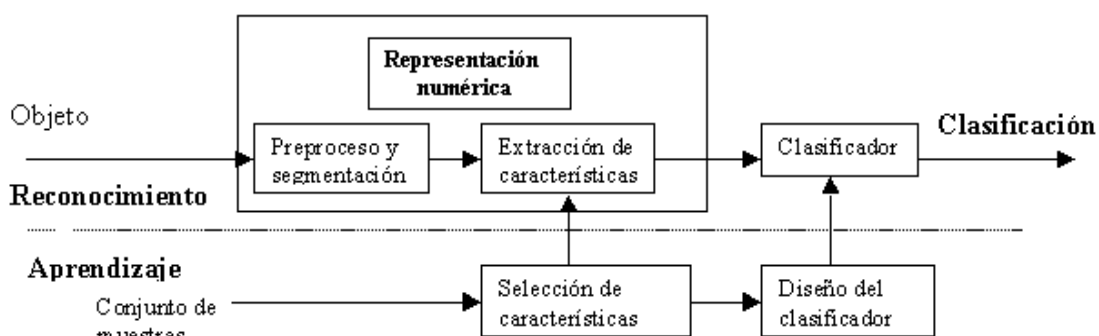 Representación
numérica
Objeto
Preproceso y
segmentación
Extracción de
características
Clasificador
Clasificación
Reconocimiento
Aprendizaje
Conjunto de
muestras
Selección de
características
Diseño del
clasificador